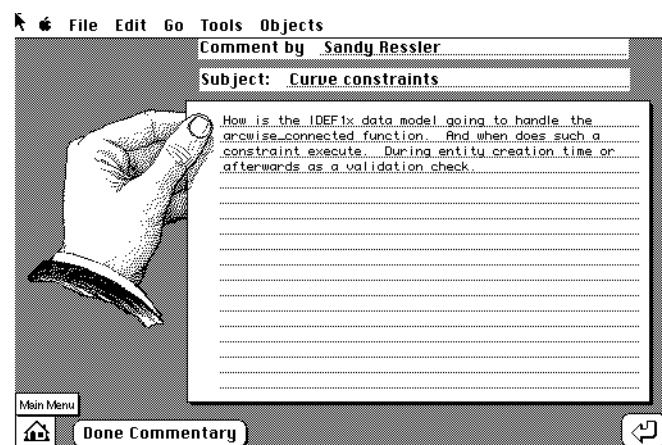 File Edit Go Tools Objects
Comment by Sandy Ressler
Subject: Curve constraints
How is the IDEF1x data model going to handle the
arcwise_connected function. And when does such a
constraint execute. During entity creation time or
afterwards as a validation check.
Main Menu
Done Commentary